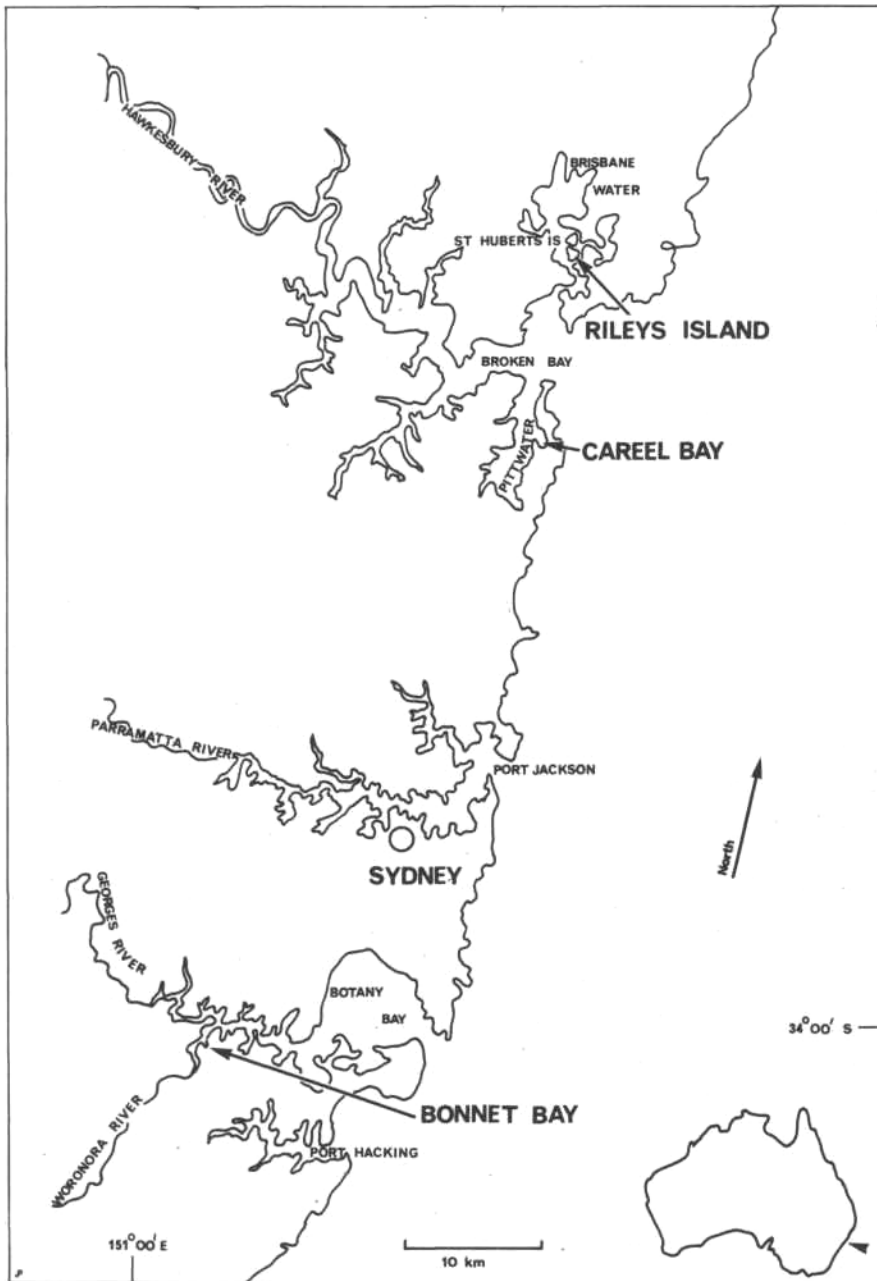 HAWKESBURY
RIVER
BRISBANE
WATER
ST HUBERTS IS
RILEYS ISLAND
BROKEN BAY
PITTWATER
CAREEL BAY
PARRAMATTA RIVER
PORT JACKSON
SYDNEY
North
GEORGES
RIVER
BOTANY
BAY
34°00' S
BONNET BAY
WORONORA RIVER
PORT HACKING
151°00' E
10 km